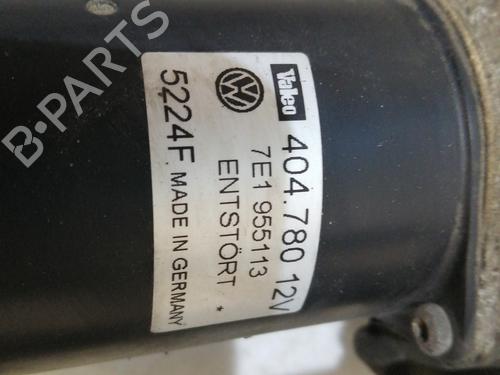 Valeo
404.780 12V
7E1 955113
ENTSTÖRT *
5224F MADE IN GERMANY
B-PARTS